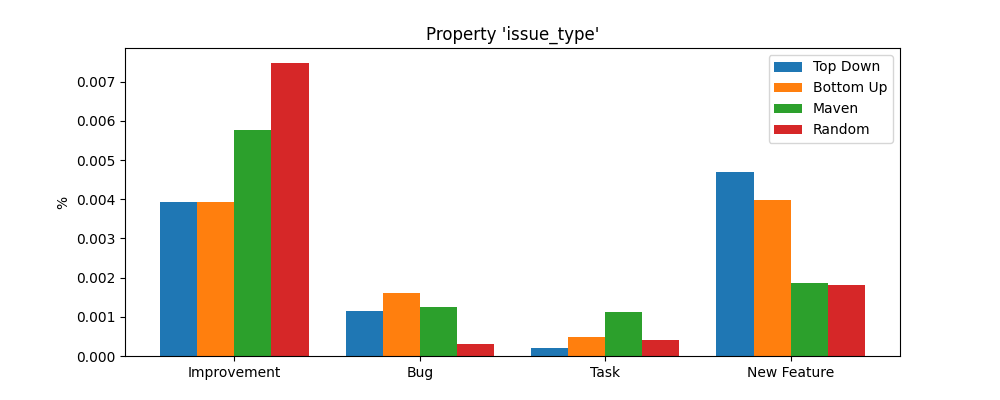 Property 'issue_type'
%
0.007
0.006
0.005
0.004
0.003
0.002
0.001
0.000
Top Down
Bottom Up
Maven
Random
Improvement
Bug
Task
New Feature